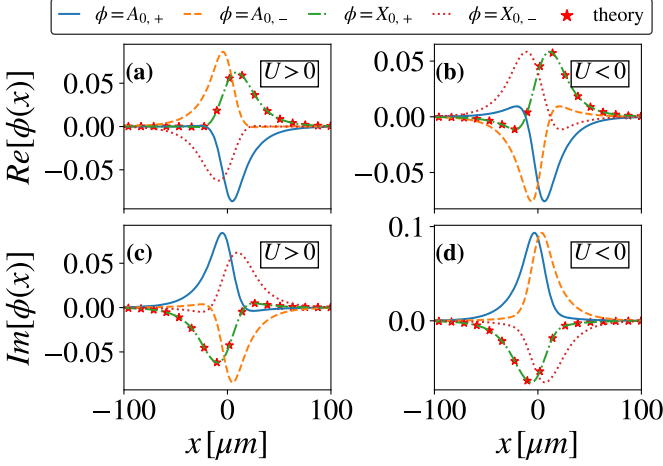 ϕ = A₀,₊ ϕ = A₀,₋ ϕ = X₀,₊ ϕ = X₀,₋ theory
(a) U > 0
(b) U < 0
Re[ϕ(x)]
0.05
0.00
−0.05
0.05
0.00
−0.05
(c) U > 0
(d) U < 0
Im[ϕ(x)]
0.05
0.00
−0.05
0.1
0.0
−100 0 100
−100 0 100
x [μm]
x [μm]